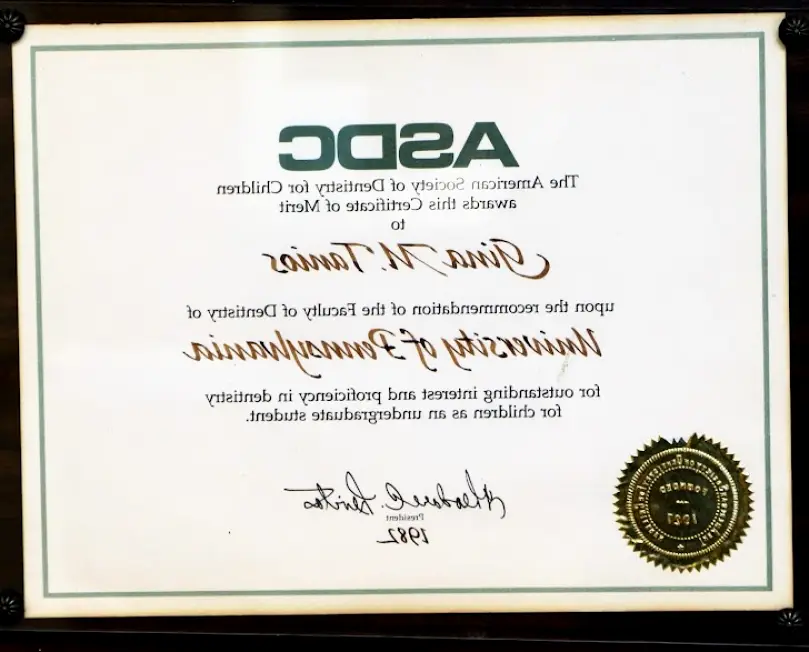 ASDC
The American Society of Dentistry for Children
awards this Certificate of Merit
to
Gina M. Tanios
upon the recommendation of the Faculty of Dentistry of
University of Pennsylvania
for outstanding interest and proficiency in dentistry
for children as an undergraduate student.
President
1982
FOUNDED
1927